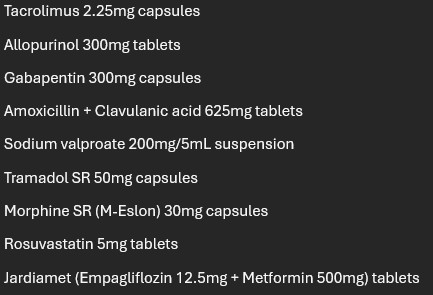 Tacrolimus 2.25mg capsules
Allopurinol 300mg tablets
Gabapentin 300mg capsules
Amoxicillin + Clavulanic acid 625mg tablets
Sodium valproate 200mg/5mL suspension
Tramadol SR 50mg capsules
Morphine SR (M-Eslon) 30mg capsules
Rosuvastatin 5mg tablets
Jardiamet (Empagliflozin 12.5mg + Metformin 500mg) tablets